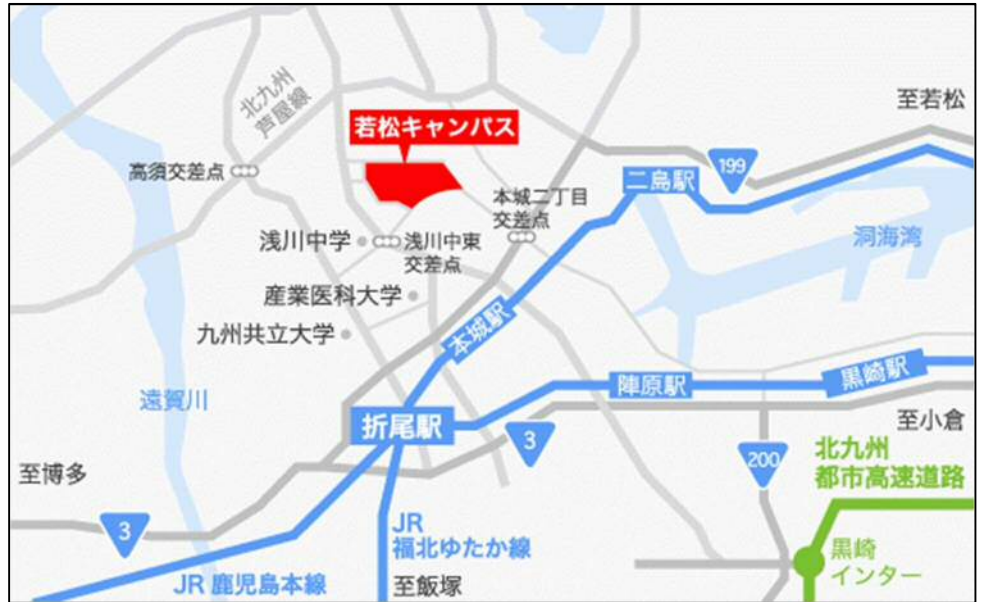 北九州
芦屋線
至若松
若松キャンパス
199
高須交差点
二島駅
本城二丁目
交差点
浅川中学
浅川中東
交差点
洞海湾
産業医科大学
九州共立大学
本城駅
陣原駅
黒崎駅
遠賀川
折尾駅
至小倉
3
北九州
都市高速道路
200
至博多
3
JR
福北ゆたか線
黒崎
インター
JR 鹿児島本線
至飯塚